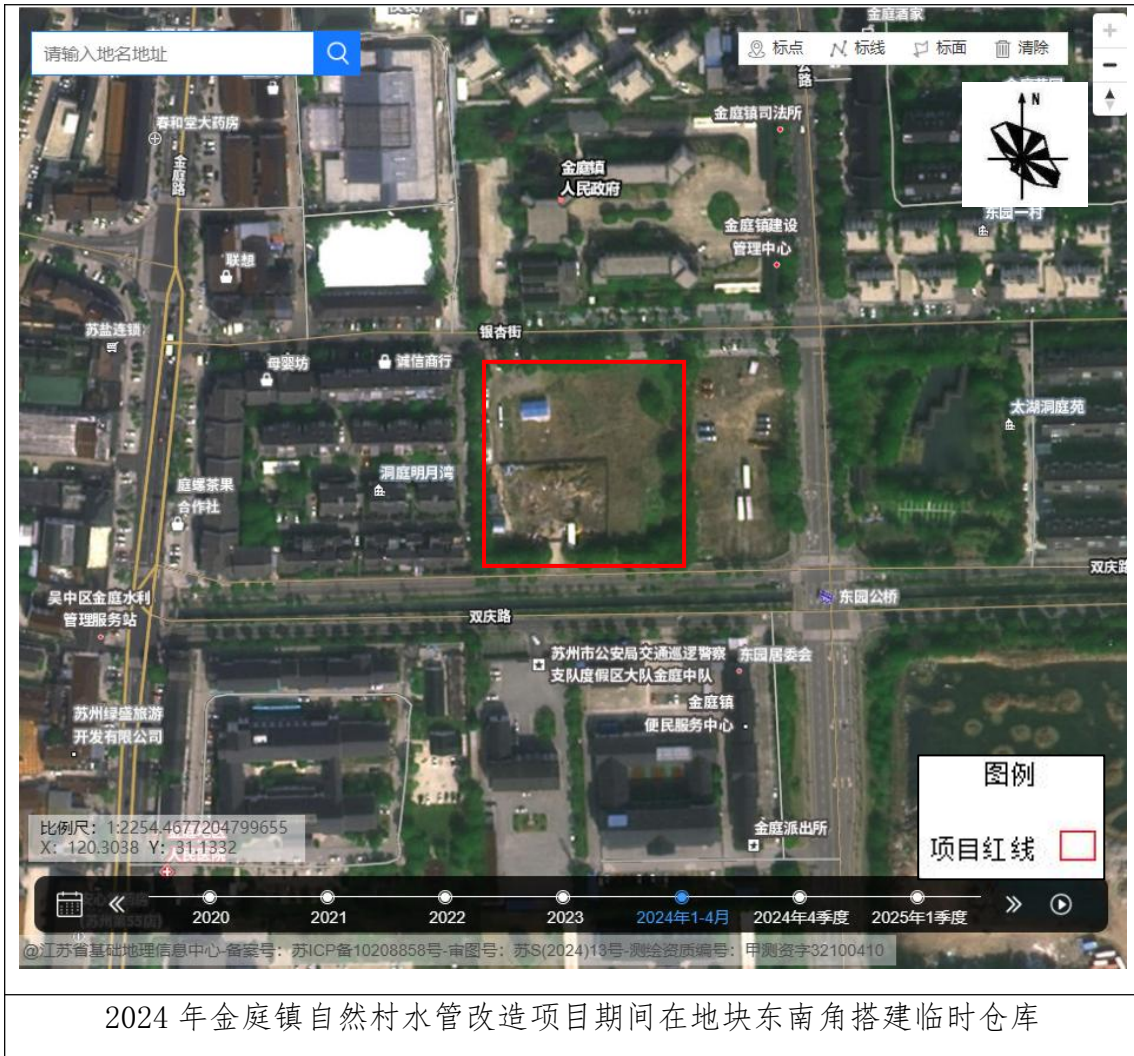 金庭酒家
请输入地名地址
标点 标线 标面 清除
公路
N
春和堂大药房
金庭镇司法所
金庭路
金庭镇
人民政府
东园一村
金庭镇建设
管理中心
联想
苏盐连锁
银杏街
母婴坊
诚信商行
太湖洞庭苑
洞庭明月湾
庭螺茶果
合作社
双庆路
吴中区金庭水利
管理服务站
东园公桥
双庆路
苏州市公安局交通巡逻警察
支队度假区大队金庭中队
东园居委会
金庭镇
便民服务中心
苏州绿盛旅游
开发有限公司
图例
项目红线
比例尺：1:2254.4677204799655
X：120.3038 Y：31.1332
金庭派出所
人民医院
2020 2021 2022 2023 2024年1-4月 2024年4季度 2025年1季度
@江苏省基础地理信息中心-备案号：苏ICP备10208858号-审图号：苏S(2024)13号-测绘资质编号：甲测资字32100410
2024 年金庭镇自然村水管改造项目期间在地块东南角搭建临时仓库